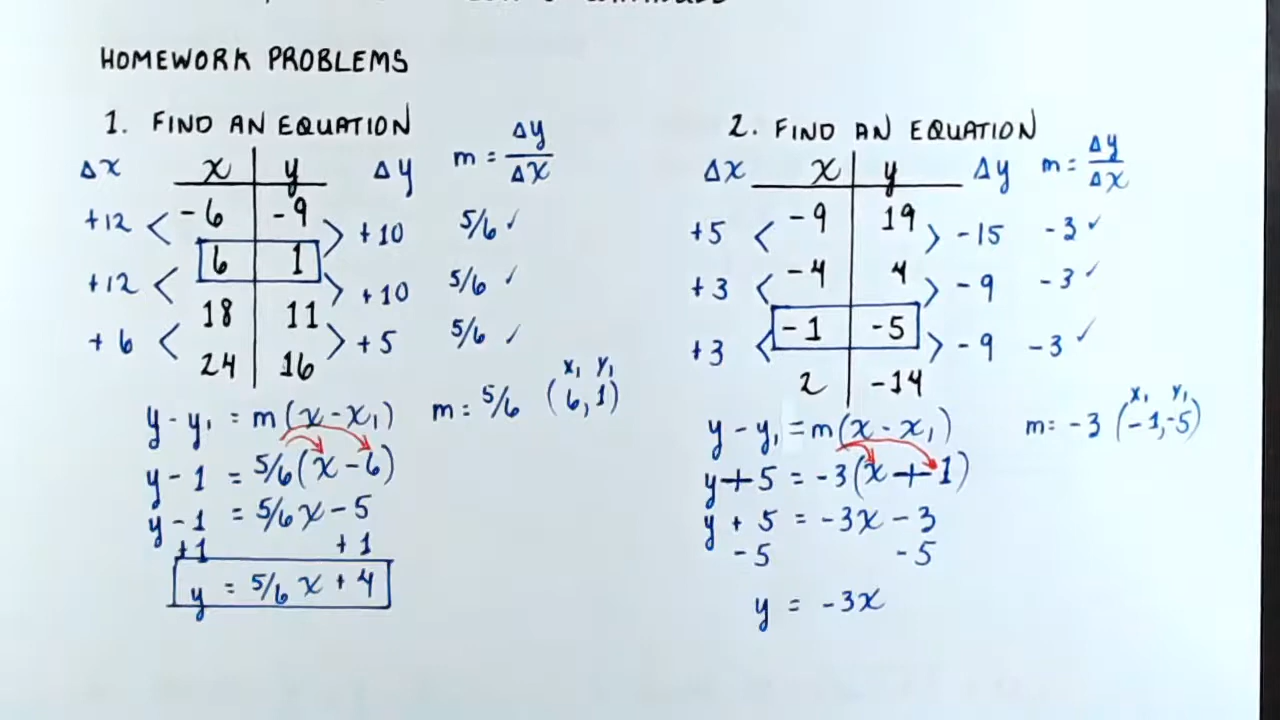 HOMEWORK PROBLEMS
1. FIND AN EQUATION
Δx x y Δy m = Δy/Δx
-6 -9
+12 < > +10 5/6 ✓
6 1
+12 < > +10 5/6 ✓
18 11
+6 < > +5 5/6 ✓
24 16
x₁ y₁
m = 5/6 (6,1)
y - y₁ = m(x - x₁)
y - 1 = 5/6(x - 6)
y - 1 = 5/6x - 5
+1 +1
y = 5/6 x + 4
2. FIND AN EQUATION
Δx x y Δy m = Δy/Δx
-9 19
+5 < > -15 -3 ✓
-4 4
+3 < > -9 -3 ✓
-1 -5
+3 < > -9 -3 ✓
2 -14
x₁ y₁
m = -3 (-1,-5)
y - y₁ = m(x - x₁)
y + 5 = -3(x + 1)
y + 5 = -3x - 3
-5 -5
y = -3x